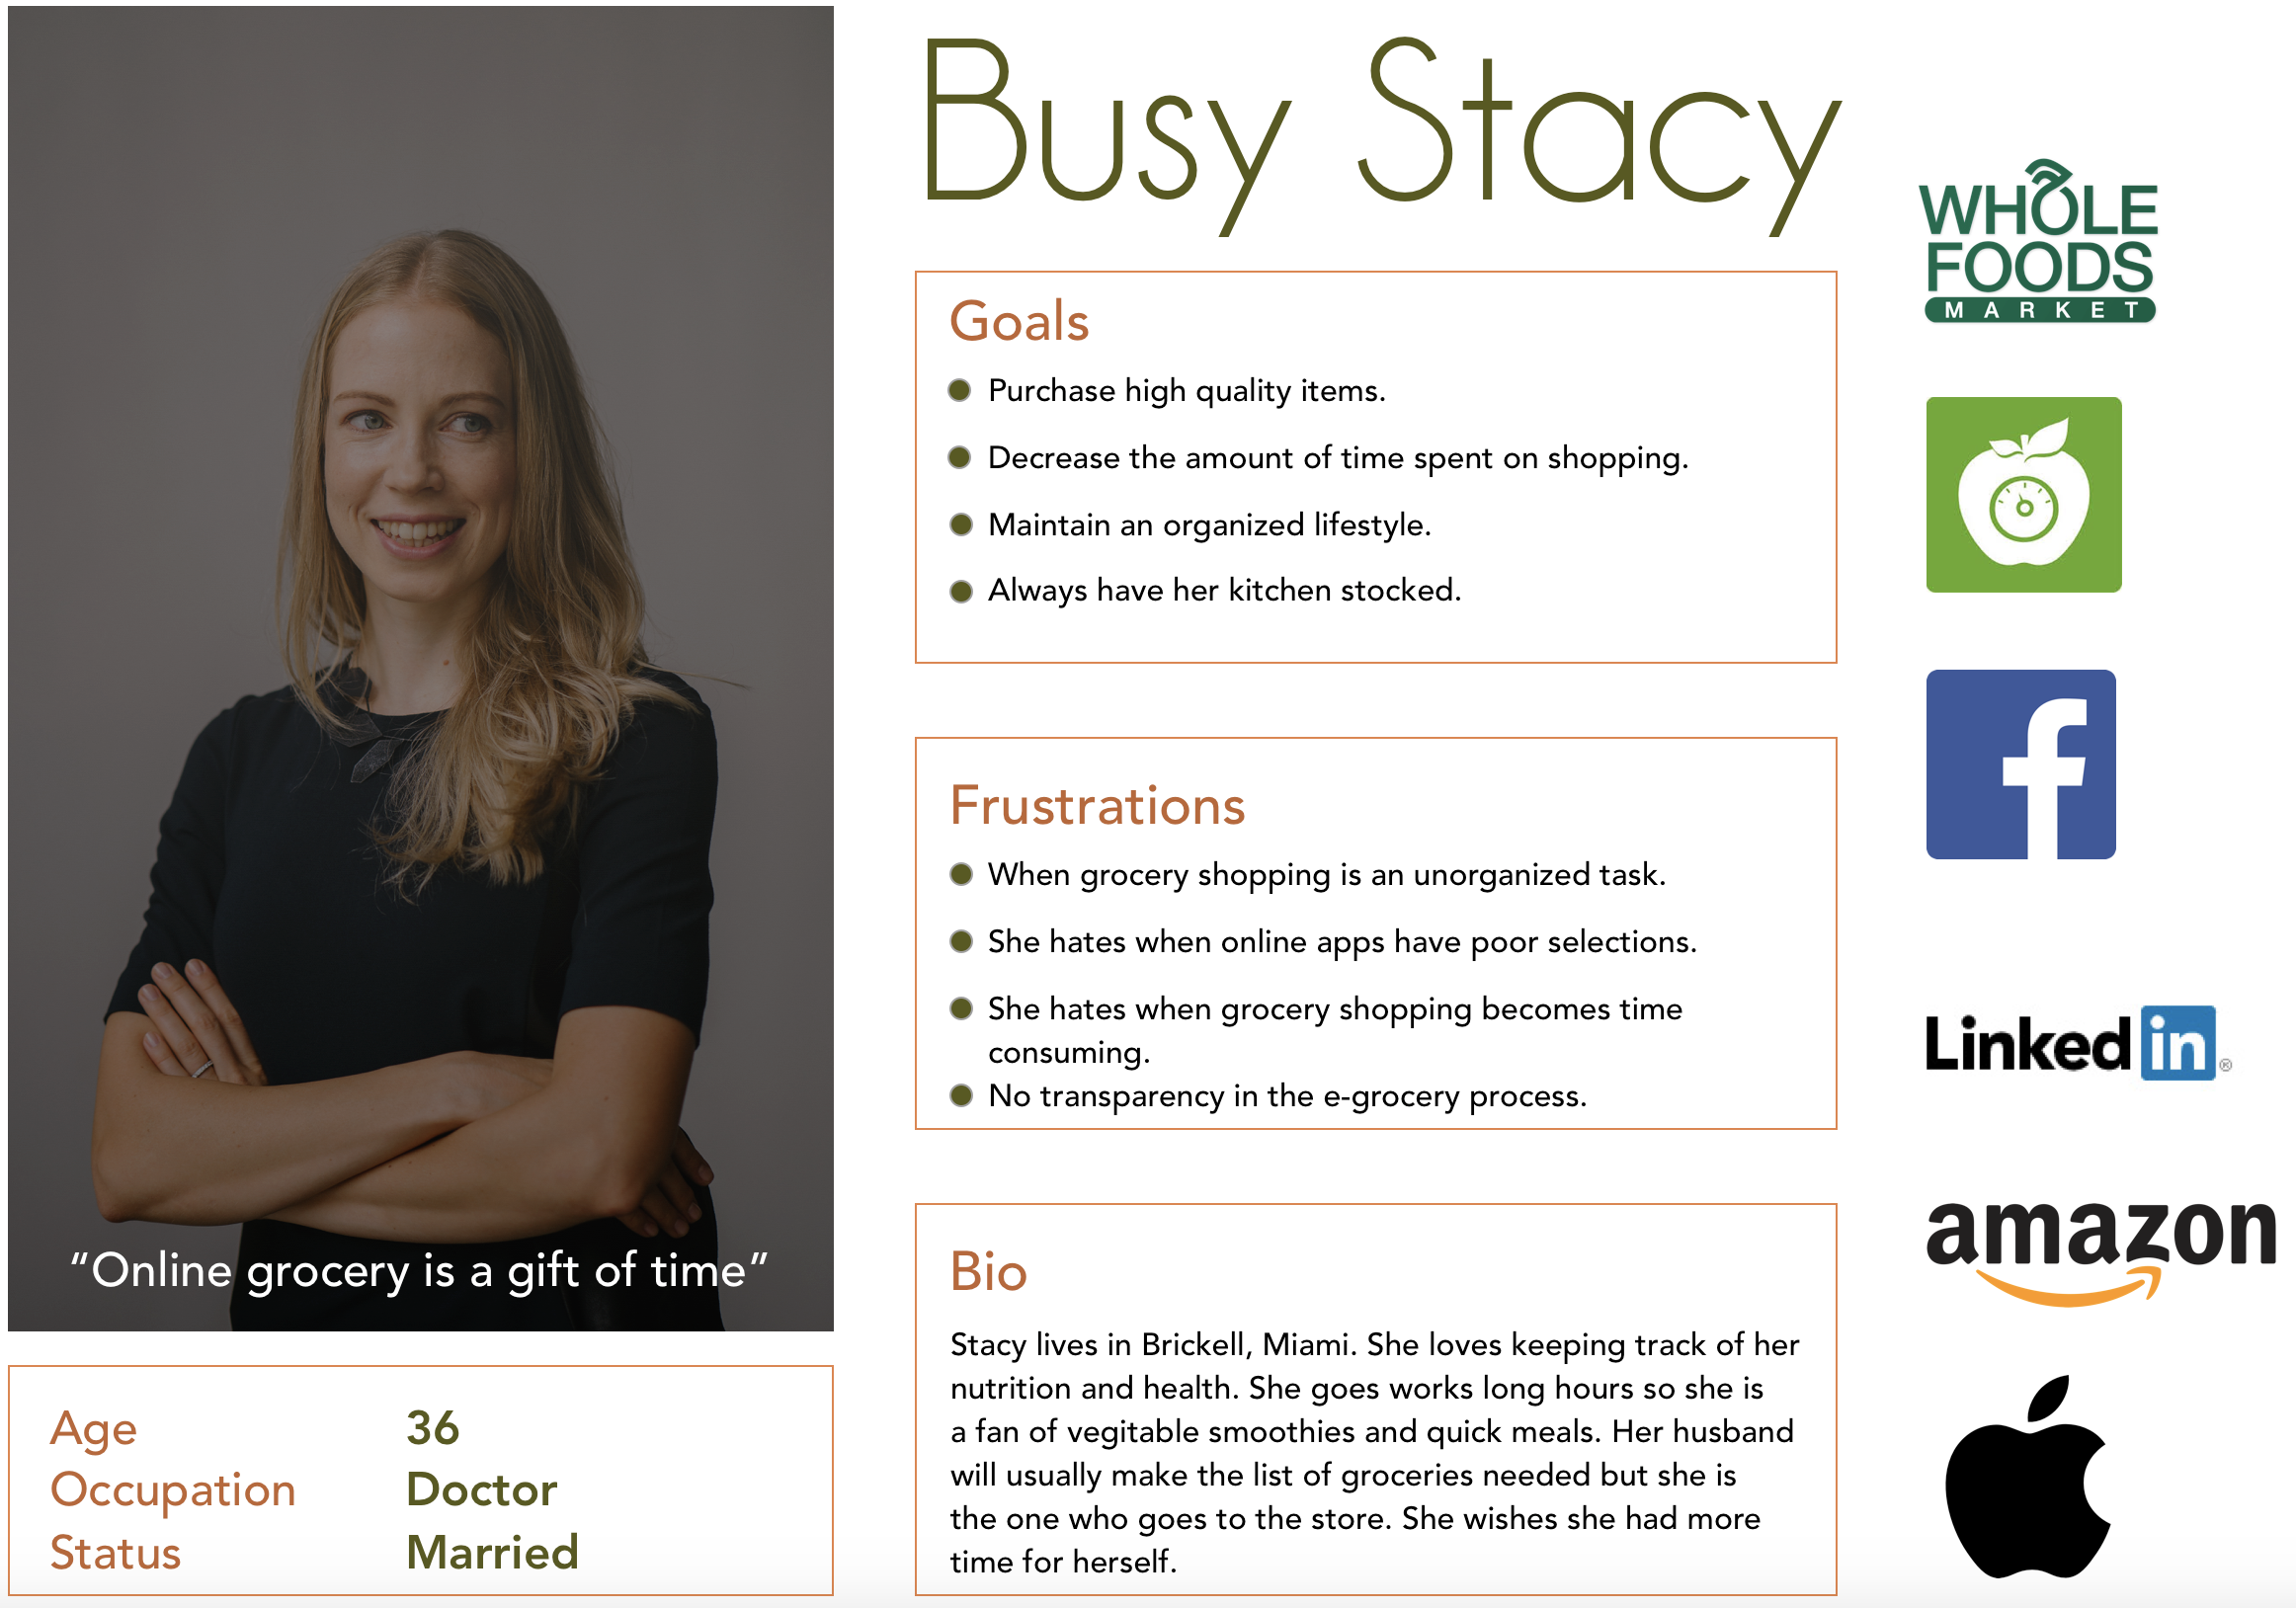 Busy Stacy
“Online grocery is a gift of time”
Age 36
Occupation Doctor
Status Married
Goals
Purchase high quality items.
Decrease the amount of time spent on shopping.
Maintain an organized lifestyle.
Always have her kitchen stocked.
Frustrations
When grocery shopping is an unorganized task.
She hates when online apps have poor selections.
She hates when grocery shopping becomes time
consuming.
No transparency in the e-grocery process.
Bio
Stacy lives in Brickell, Miami. She loves keeping track of her
nutrition and health. She goes works long hours so she is
a fan of vegitable smoothies and quick meals. Her husband
will usually make the list of groceries needed but she is
the one who goes to the store. She wishes she had more
time for herself.
WHOLE
FOODS
MARKET
f
Linked in ®
amazon